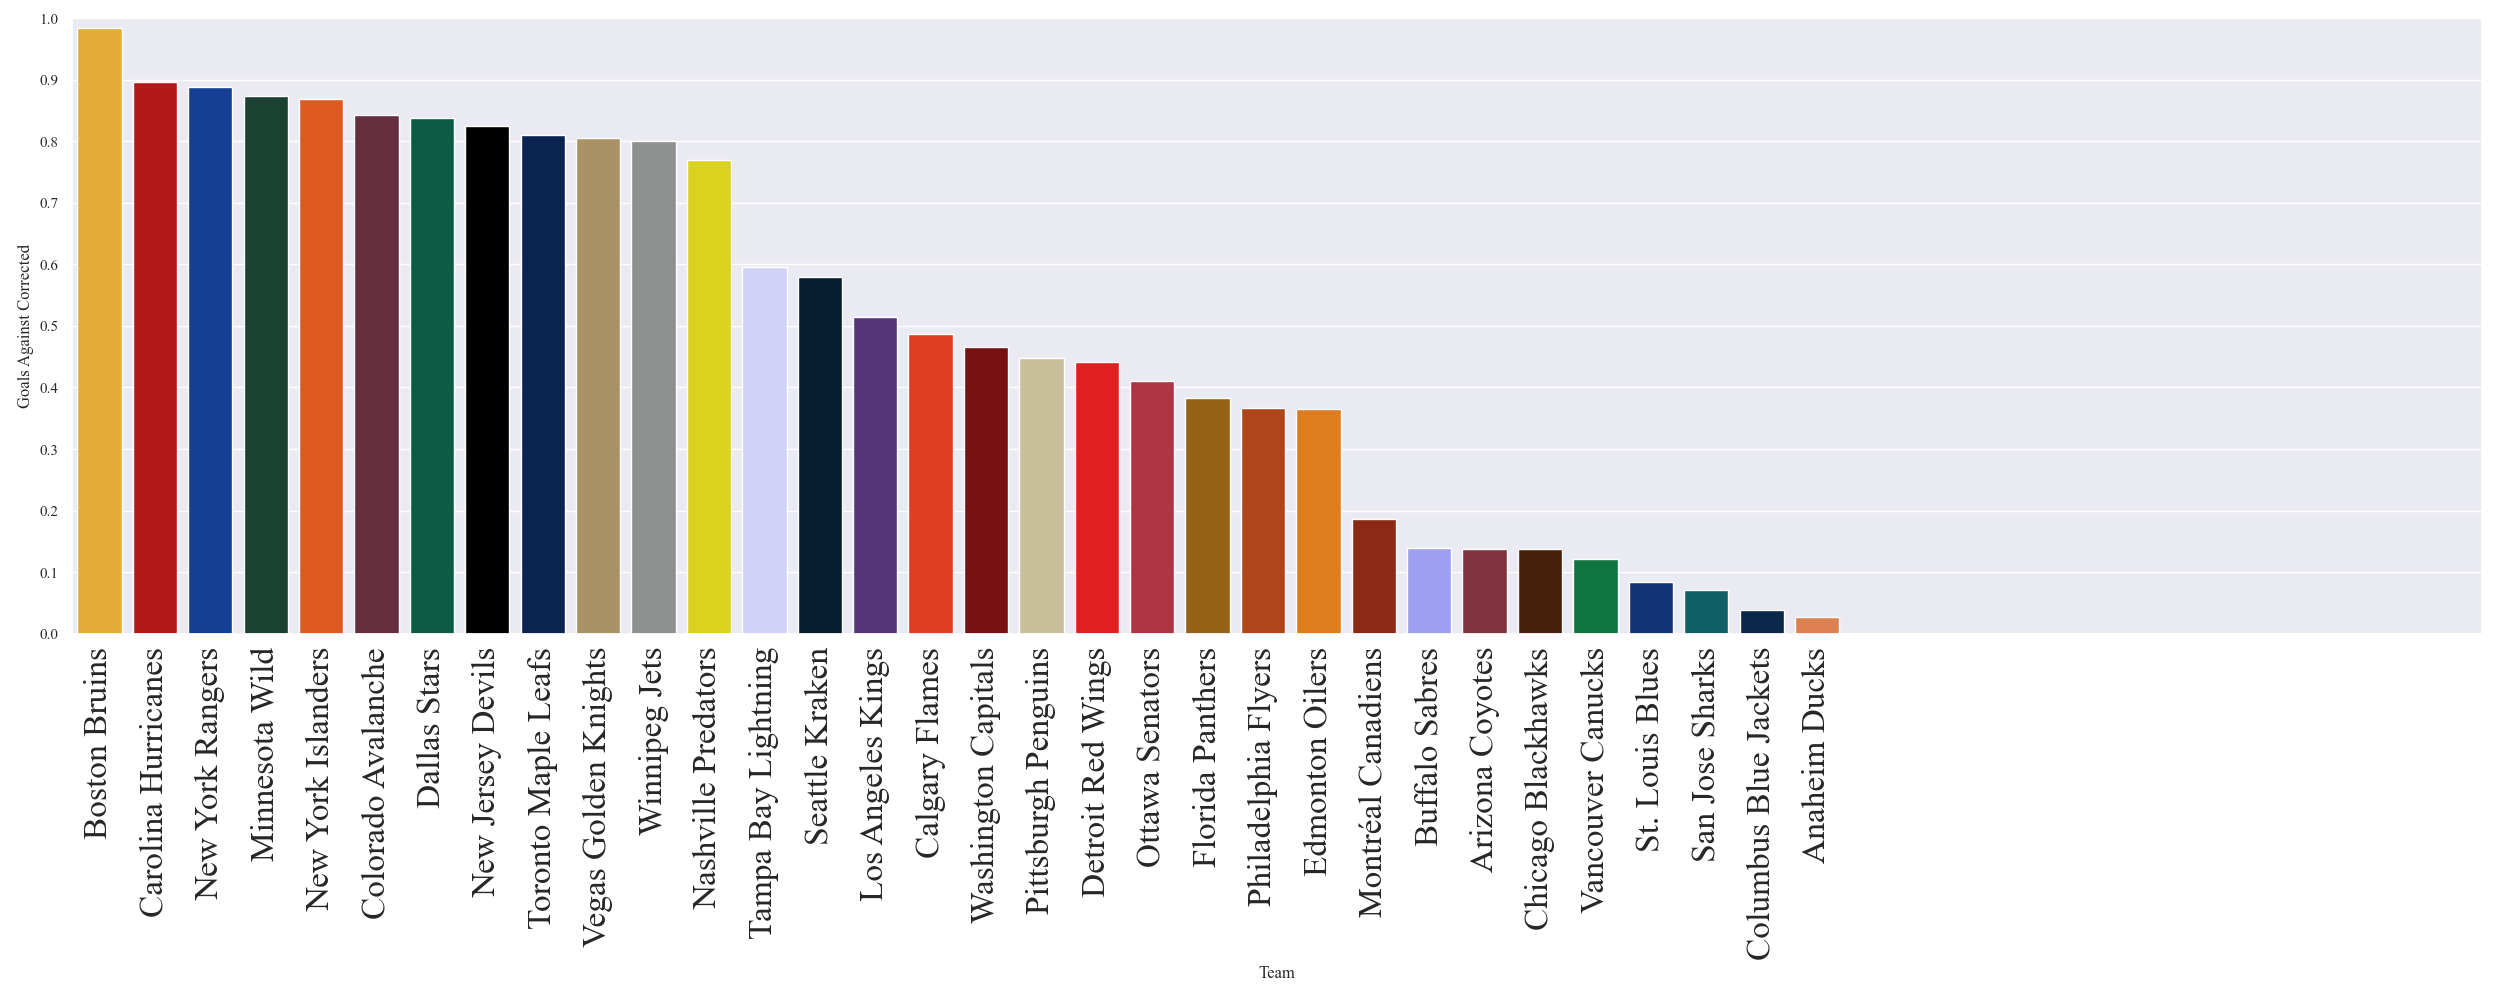 1.0
0.9
0.8
0.7
0.6
0.5
0.4
0.3
0.2
0.1
0.0
Goals Against Corrected
Boston Bruins
Carolina Hurricanes
New York Rangers
Minnesota Wild
New York Islanders
Colorado Avalanche
Dallas Stars
New Jersey Devils
Toronto Maple Leafs
Vegas Golden Knights
Winnipeg Jets
Nashville Predators
Tampa Bay Lightning
Seattle Kraken
Los Angeles Kings
Calgary Flames
Washington Capitals
Pittsburgh Penguins
Detroit Red Wings
Ottawa Senators
Florida Panthers
Philadelphia Flyers
Edmonton Oilers
Montréal Canadiens
Buffalo Sabres
Arizona Coyotes
Chicago Blackhawks
Vancouver Canucks
St. Louis Blues
San Jose Sharks
Columbus Blue Jackets
Anaheim Ducks
Team